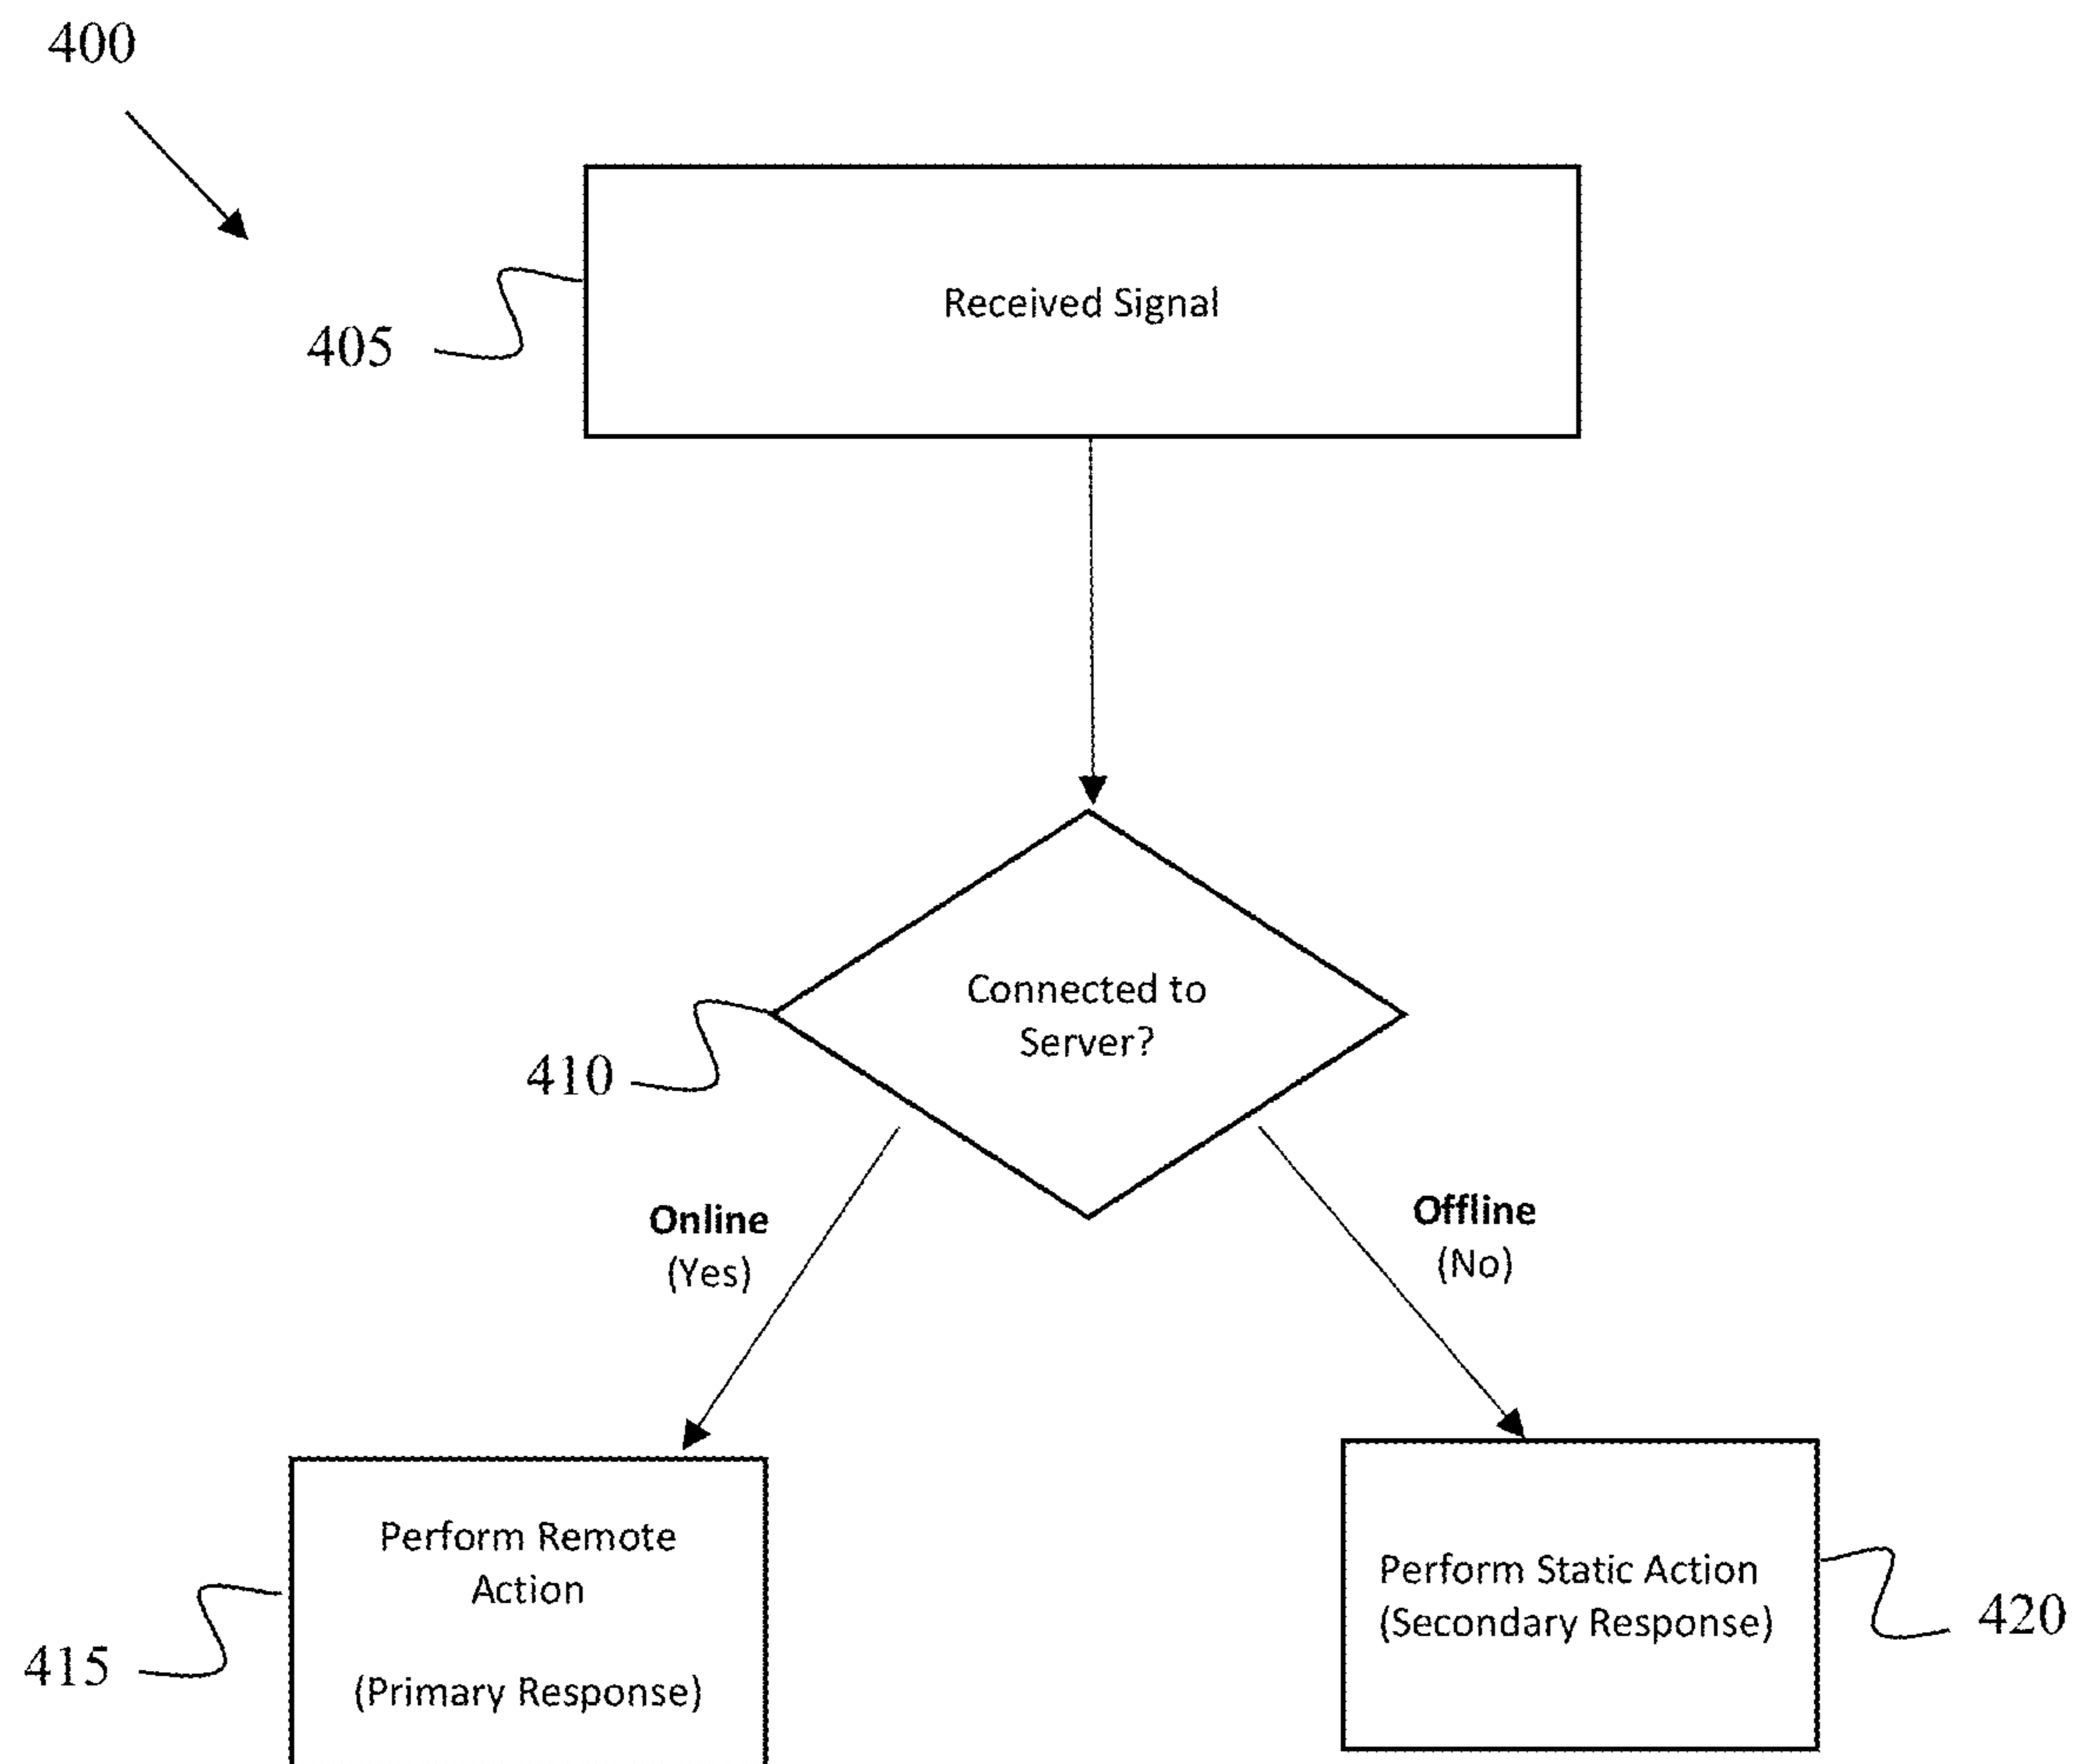 400
Received Signal
405
Connected to
Server?
410
Online
(Yes)
Offline
(No)
Perform Remote
Action
(Primary Response)
415
Perform Static Action
(Secondary Response)
420